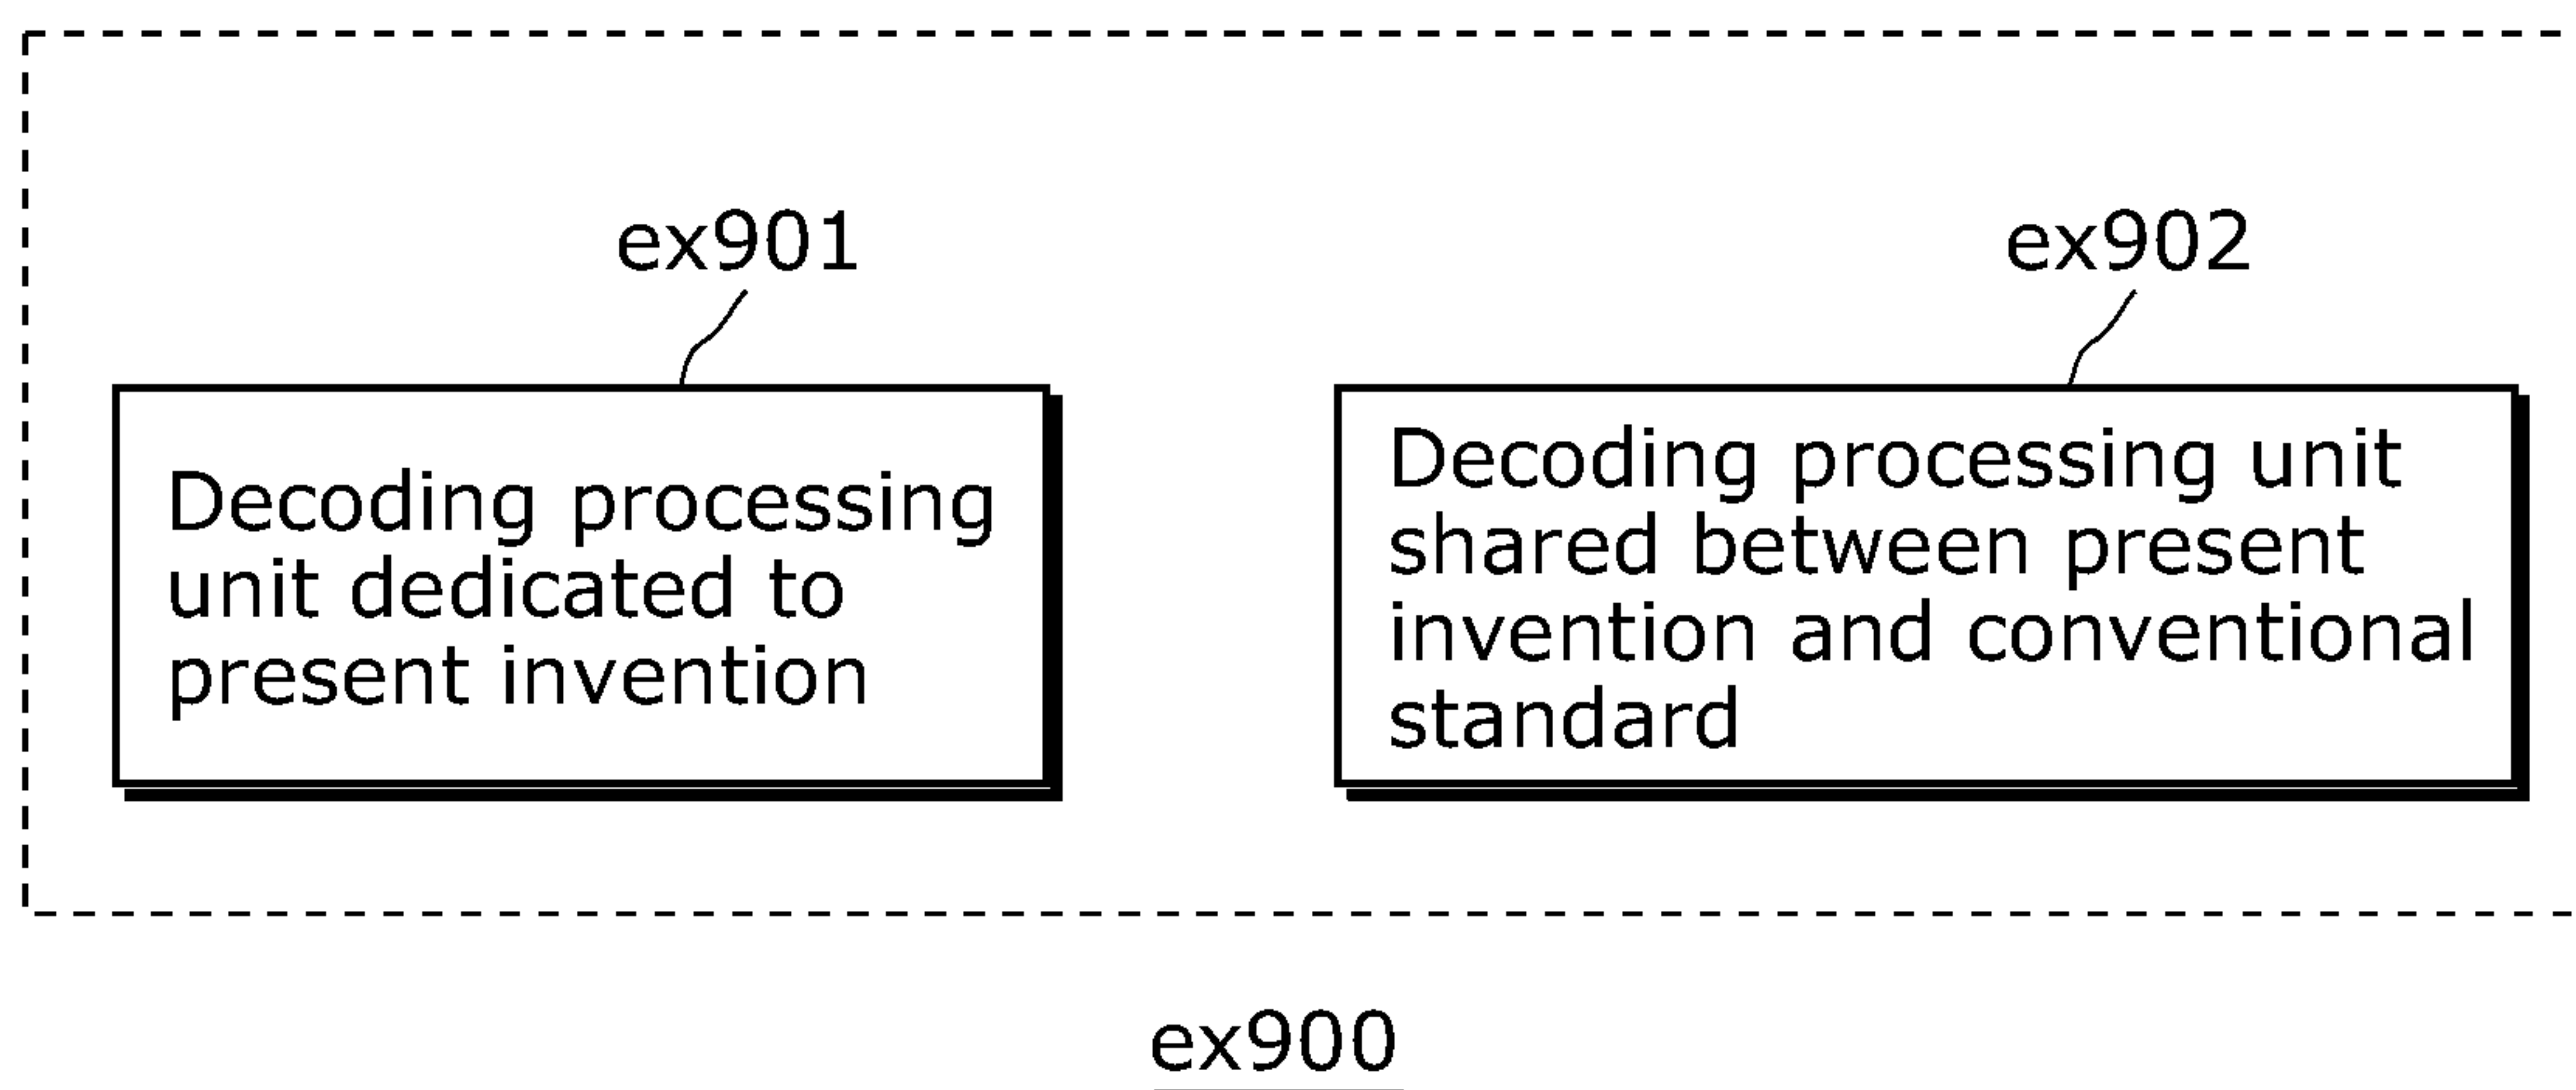 ex901
ex902
Decoding processing
unit dedicated to
present invention
Decoding processing unit
shared between present
invention and conventional
standard
ex900